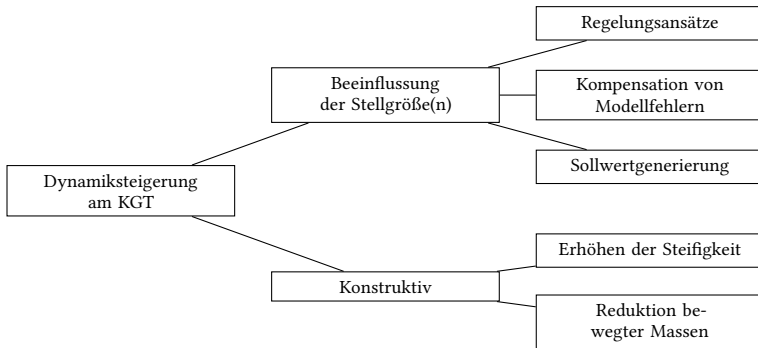 Regelungsansätze
Beeinflussung
der Stellgröße(n)
Kompensation von
Modellfehlern
Sollwertgenerierung
Dynamiksteigerung
am KGT
Erhöhen der Steifigkeit
Konstruktiv
Reduktion be-
wegter Massen